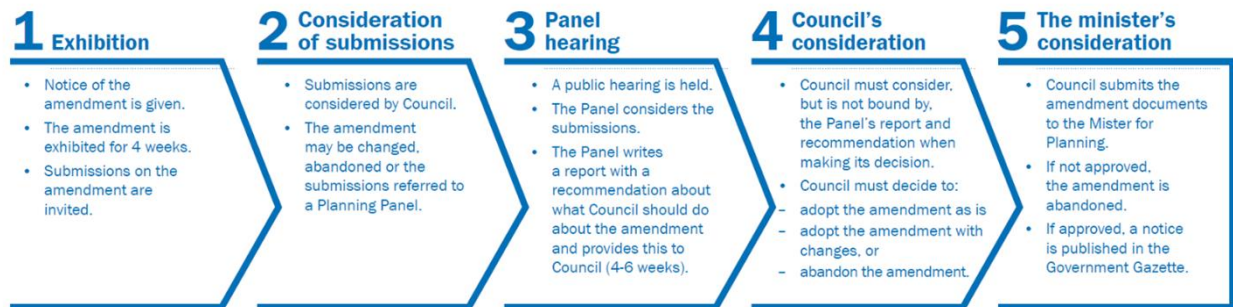 1 Exhibition
• Notice of the
amendment is given.
• The amendment is
exhibited for 4 weeks.
• Submissions on the
amendment are
invited.
2 Consideration
of submissions
• Submissions are
considered by Council.
• The amendment
may be changed,
abandoned or the
submissions referred to
a Planning Panel.
3 Panel
hearing
• A public hearing is held.
• The Panel considers the
submissions.
• The Panel writes
a report with a
recommendation about
what Council should do
about the amendment
and provides this to
Council (4-6 weeks).
4 Council's
consideration
• Council must consider,
but is not bound by,
the Panel's report and
recommendation when
making its decision.
• Council must decide to:
– adopt the amendment as is
– adopt the amendment with
changes, or
– abandon the amendment.
5 The minister's
consideration
• Council submits the
amendment documents
to the Mister for
Planning.
• If not approved,
the amendment is
abandoned.
• If approved, a notice
is published in the
Government Gazette.